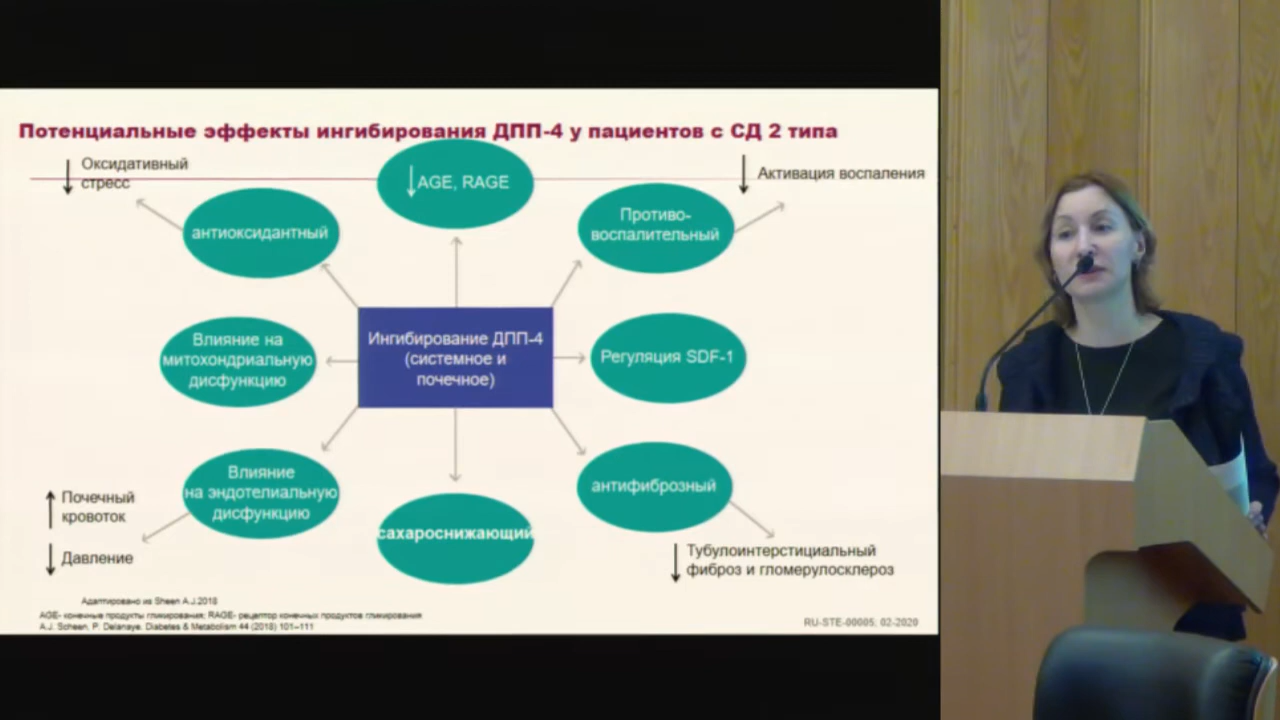 Потенциальные эффекты ингибирования ДПП-4 у пациентов с СД 2 типа
Оксидативный
стресс
AGE, RAGE
Активация воспаления
антиоксидантный
Противо-
воспалительный
Влияние на
митохондриальную
дисфункцию
Ингибирование ДПП-4
(системное и
почечное)
Регуляция SDF-1
Влияние
на эндотелиальную
дисфункцию
сахароснижающий
антифиброзный
Почечный
кровоток
Давление
Тубулоинтерстициальный
фиброз и гломерулосклероз
Адаптировано из Sheen A.J.2018
AGE- конечные продукты гликирования; RAGE- рецептор конечных продуктов гликирования
A.J. Scheen, P. Delanaye. Diabetes & Metabolism 44 (2018) 101–111
RU-STE-00005; 02-2020